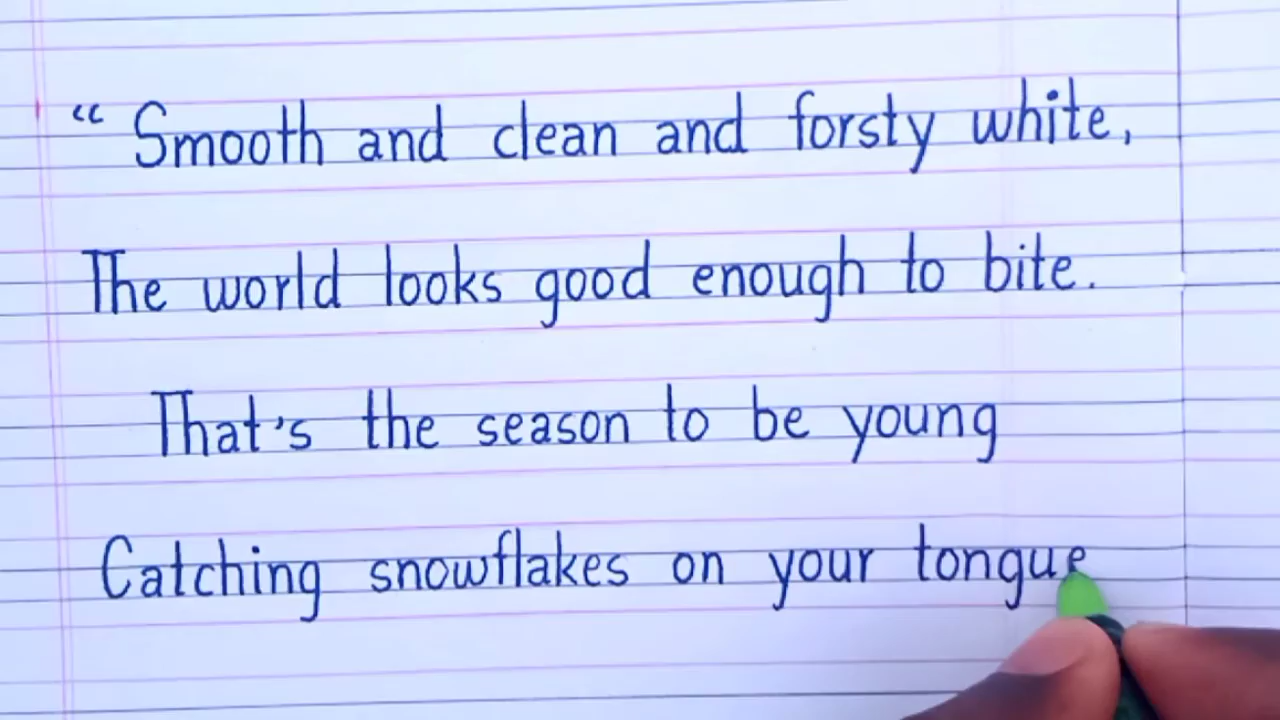 “ Smooth and clean and forsty white,
The world looks good enough to bite.
That's the season to be young
Catching snowflakes on your tongue